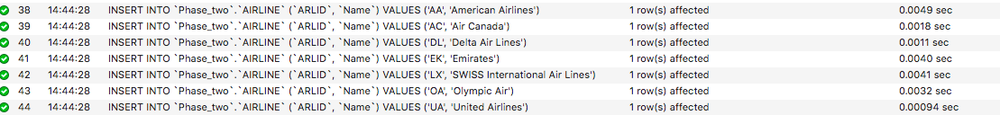 38 14:44:28 INSERT INTO `Phase_two`.`AIRLINE` (`ARLID`, `Name`) VALUES ('AA', 'American Airlines') 1 row(s) affected 0.0049 sec
39 14:44:28 INSERT INTO `Phase_two`.`AIRLINE` (`ARLID`, `Name`) VALUES ('AC', 'Air Canada') 1 row(s) affected 0.0018 sec
40 14:44:28 INSERT INTO `Phase_two`.`AIRLINE` (`ARLID`, `Name`) VALUES ('DL', 'Delta Air Lines') 1 row(s) affected 0.0011 sec
41 14:44:28 INSERT INTO `Phase_two`.`AIRLINE` (`ARLID`, `Name`) VALUES ('EK', 'Emirates') 1 row(s) affected 0.0040 sec
42 14:44:28 INSERT INTO `Phase_two`.`AIRLINE` (`ARLID`, `Name`) VALUES ('LX', 'SWISS International Air Lines') 1 row(s) affected 0.0041 sec
43 14:44:28 INSERT INTO `Phase_two`.`AIRLINE` (`ARLID`, `Name`) VALUES ('OA', 'Olympic Air') 1 row(s) affected 0.0032 sec
44 14:44:28 INSERT INTO `Phase_two`.`AIRLINE` (`ARLID`, `Name`) VALUES ('UA', 'United Airlines') 1 row(s) affected 0.00094 sec